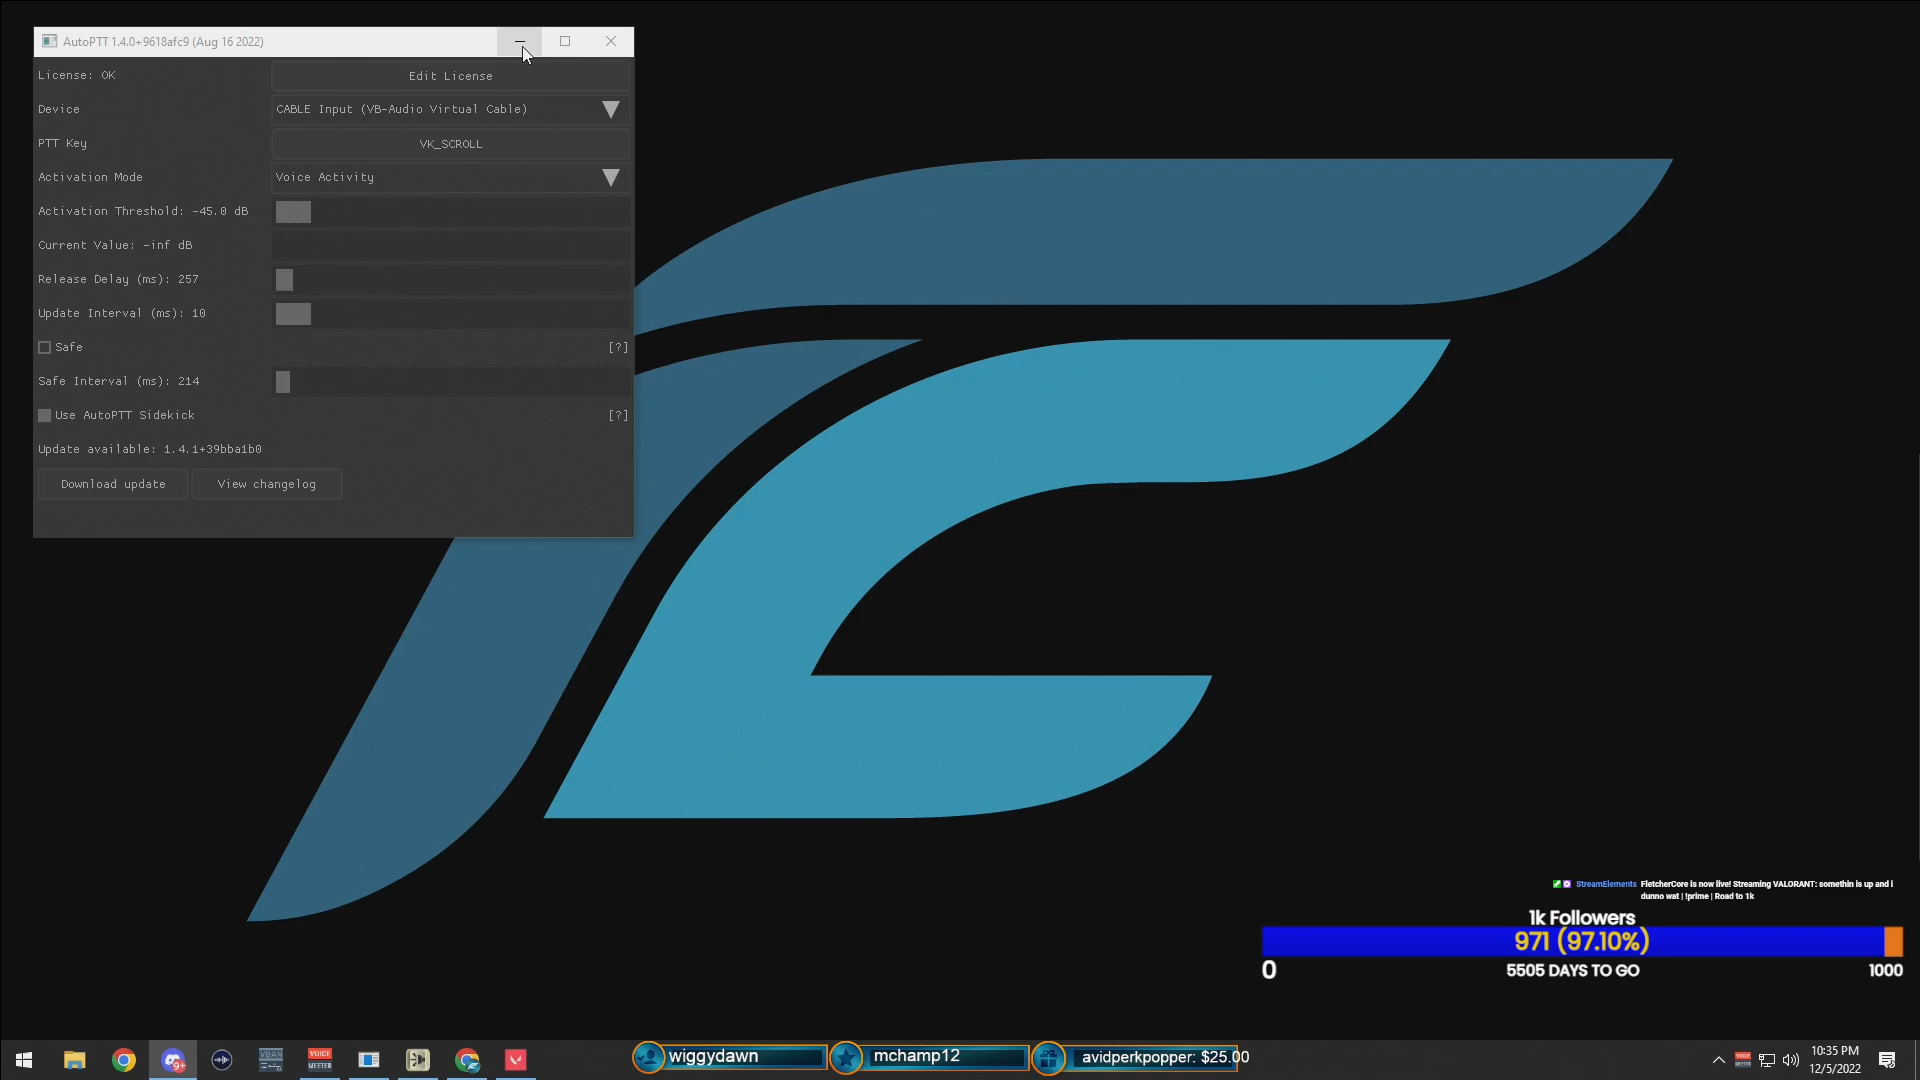 AutoPTT 1.4.0+9618afc9 (Aug 16 2022)
License: OK
Edit License
Device
CABLE Input (VB-Audio Virtual Cable)
PTT Key
VK_SCROLL
Activation Mode
Voice Activity
Activation Threshold: -45.0 dB
Current Value: -inf dB
Release Delay (ms): 257
Update Interval (ms): 10
Safe
[?]
Safe Interval (ms): 214
Use AutoPTT Sidekick
[?]
Update available: 1.4.1+39bba1b0
Download update
View changelog
StreamElements FletcherCore is now live! Streaming VALORANT: somethin is up and i
dunno wat | !prime | Road to 1k
1k Followers
971 (97.10%)
0
5505 DAYS TO GO
1000
9+
VBAN
VOICE
MEETER
wiggydawn
mchamp12
avidperkpopper: $25.00
10:35 PM
12/5/2022